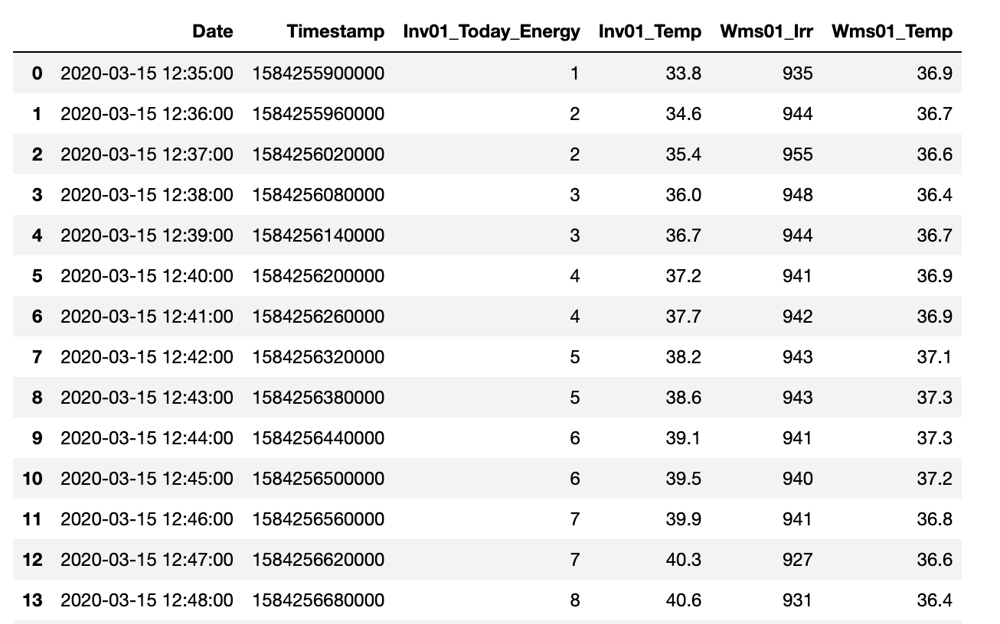 Date Timestamp Inv01_Today_Energy Inv01_Temp Wms01_Irr Wms01_Temp
0 2020-03-15 12:35:00 1584255900000 1 33.8 935 36.9
1 2020-03-15 12:36:00 1584255960000 2 34.6 944 36.7
2 2020-03-15 12:37:00 1584256020000 2 35.4 955 36.6
3 2020-03-15 12:38:00 1584256080000 3 36.0 948 36.4
4 2020-03-15 12:39:00 1584256140000 3 36.7 944 36.7
5 2020-03-15 12:40:00 1584256200000 4 37.2 941 36.9
6 2020-03-15 12:41:00 1584256260000 4 37.7 942 36.9
7 2020-03-15 12:42:00 1584256320000 5 38.2 943 37.1
8 2020-03-15 12:43:00 1584256380000 5 38.6 943 37.3
9 2020-03-15 12:44:00 1584256440000 6 39.1 941 37.3
10 2020-03-15 12:45:00 1584256500000 6 39.5 940 37.2
11 2020-03-15 12:46:00 1584256560000 7 39.9 941 36.8
12 2020-03-15 12:47:00 1584256620000 7 40.3 927 36.6
13 2020-03-15 12:48:00 1584256680000 8 40.6 931 36.4